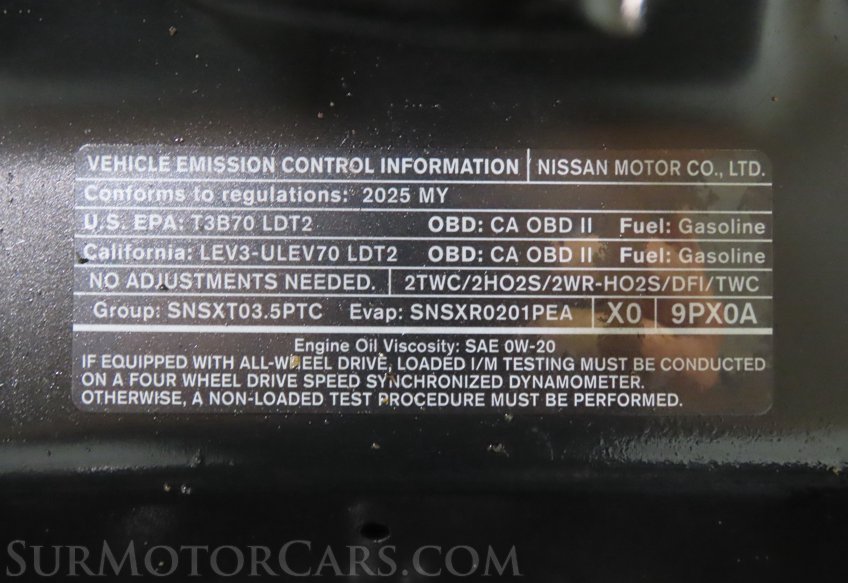 VEHICLE EMISSION CONTROL INFORMATION NISSAN MOTOR CO., LTD.
Conforms to regulations: 2025 MY
U.S. EPA: T3B70 LDT2 OBD: CA OBD II Fuel: Gasoline
California: LEV3-ULEV70 LDT2 OBD: CA OBD II Fuel: Gasoline
NO ADJUSTMENTS NEEDED. 2TWC/2HO2S/2WR-HO2S/DFI/TWC
Group: SNSXT03.5PTC Evap: SNSXR0201PEA X0 9PX0A
Engine Oil Viscosity: SAE 0W-20
IF EQUIPPED WITH ALL-WHEEL DRIVE, LOADED I/M TESTING MUST BE CONDUCTED
ON A FOUR WHEEL DRIVE SPEED SYNCHRONIZED DYNAMOMETER.
OTHERWISE, A NON-LOADED TEST PROCEDURE MUST BE PERFORMED.
SURMOTORCARS.COM